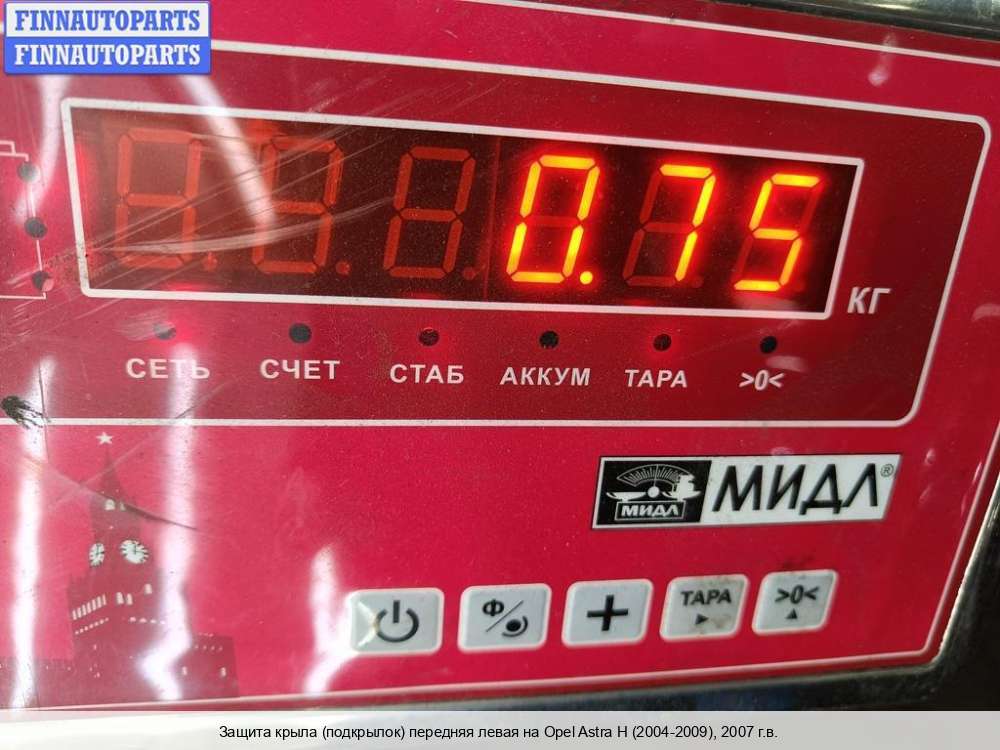 FINNAUTOPARTS
FINNAUTOPARTS
0.75
КГ
СЕТЬ СЧЕТ СТАБ АККУМ ТАРА >0<
МИДЛ МИДЛ®
Ф + ТАРА >0<
Защита крыла (подкрылок) передняя левая на Opel Astra H (2004-2009), 2007 г.в.